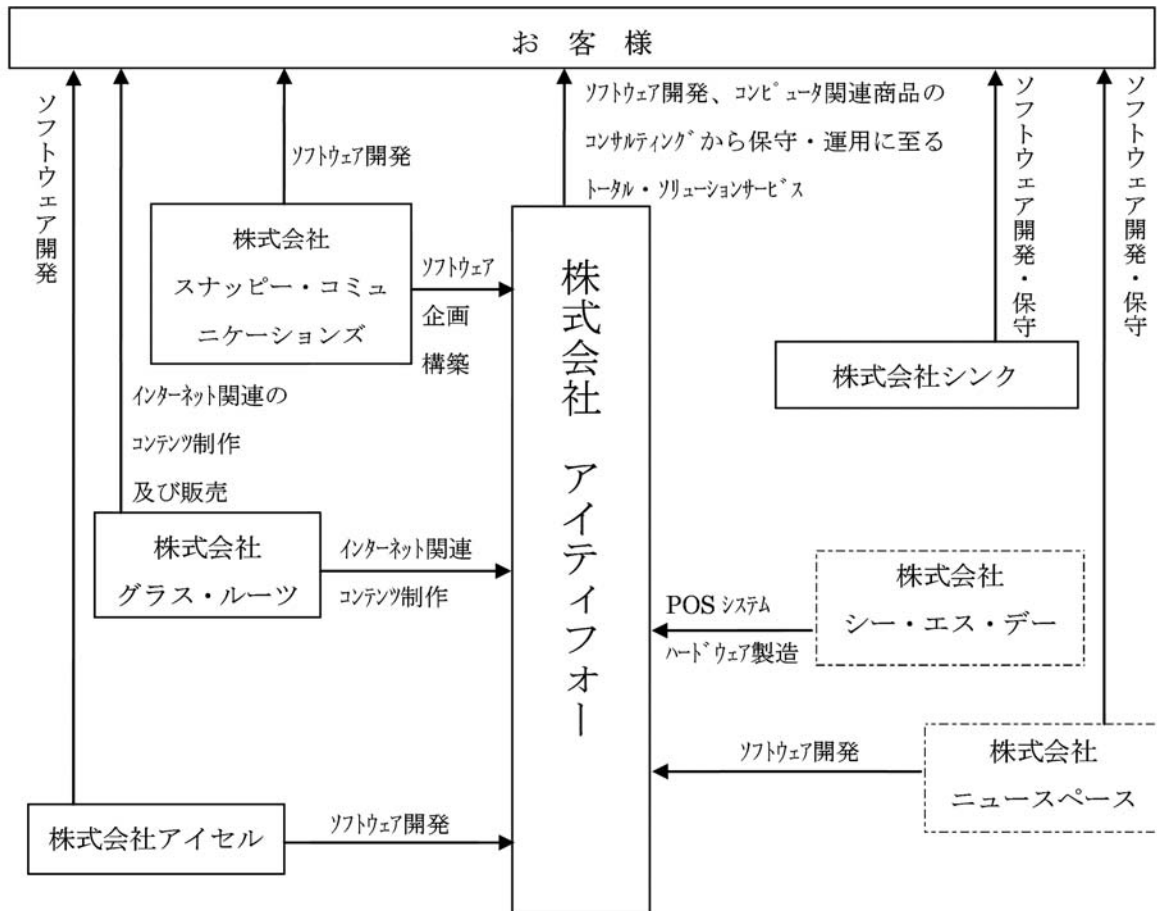 お 客 様
ソフトウェア開発
ソフトウェア開発
ｿﾌﾄｳｪｱ開発、ｺﾝﾋﾟｭｰﾀ関連商品の
ｺﾝｻﾙﾃｨﾝｸﾞから保守・運用に至る
ﾄｰﾀﾙ・ｿﾘｭｰｼｮﾝｻｰﾋﾞｽ
ソフトウェア開発・保守
ソフトウェア開発・保守
株式会社
スナッピー・コミュ
ニケーションズ
ｿﾌﾄｳｪｱ
企画
構築
株式会社 アイティフォー
株式会社シンク
ｲﾝﾀｰﾈｯﾄ関連の
ｺﾝﾃﾝﾂ制作
及び販売
株式会社
グラス・ルーツ
ｲﾝﾀｰﾈｯﾄ関連
ｺﾝﾃﾝﾂ制作
株式会社
シー・エス・デー
POS ｼｽﾃﾑ
ﾊｰﾄﾞｳｪｱ製造
株式会社
ニュースペース
ｿﾌﾄｳｪｱ開発
株式会社アイセル
ｿﾌﾄｳｪｱ開発